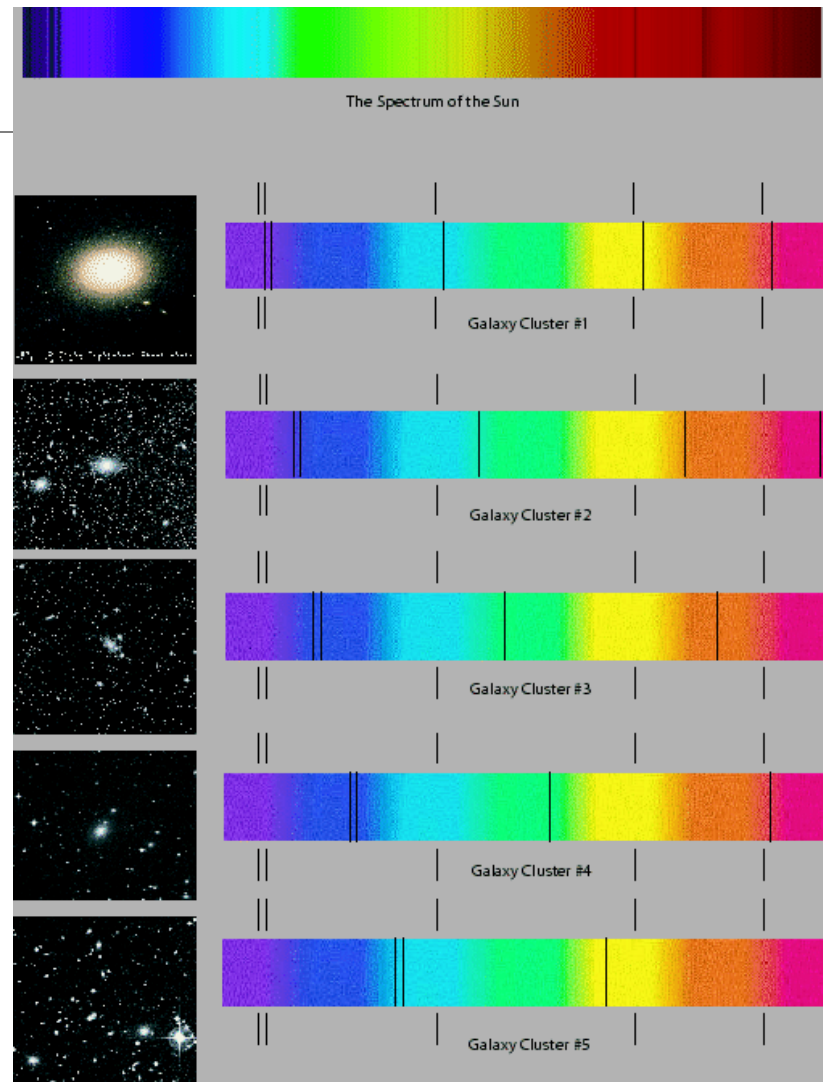 The Spectrum of the Sun
Galaxy Cluster #1
Galaxy Cluster #2
Galaxy Cluster #3
Galaxy Cluster #4
Galaxy Cluster #5